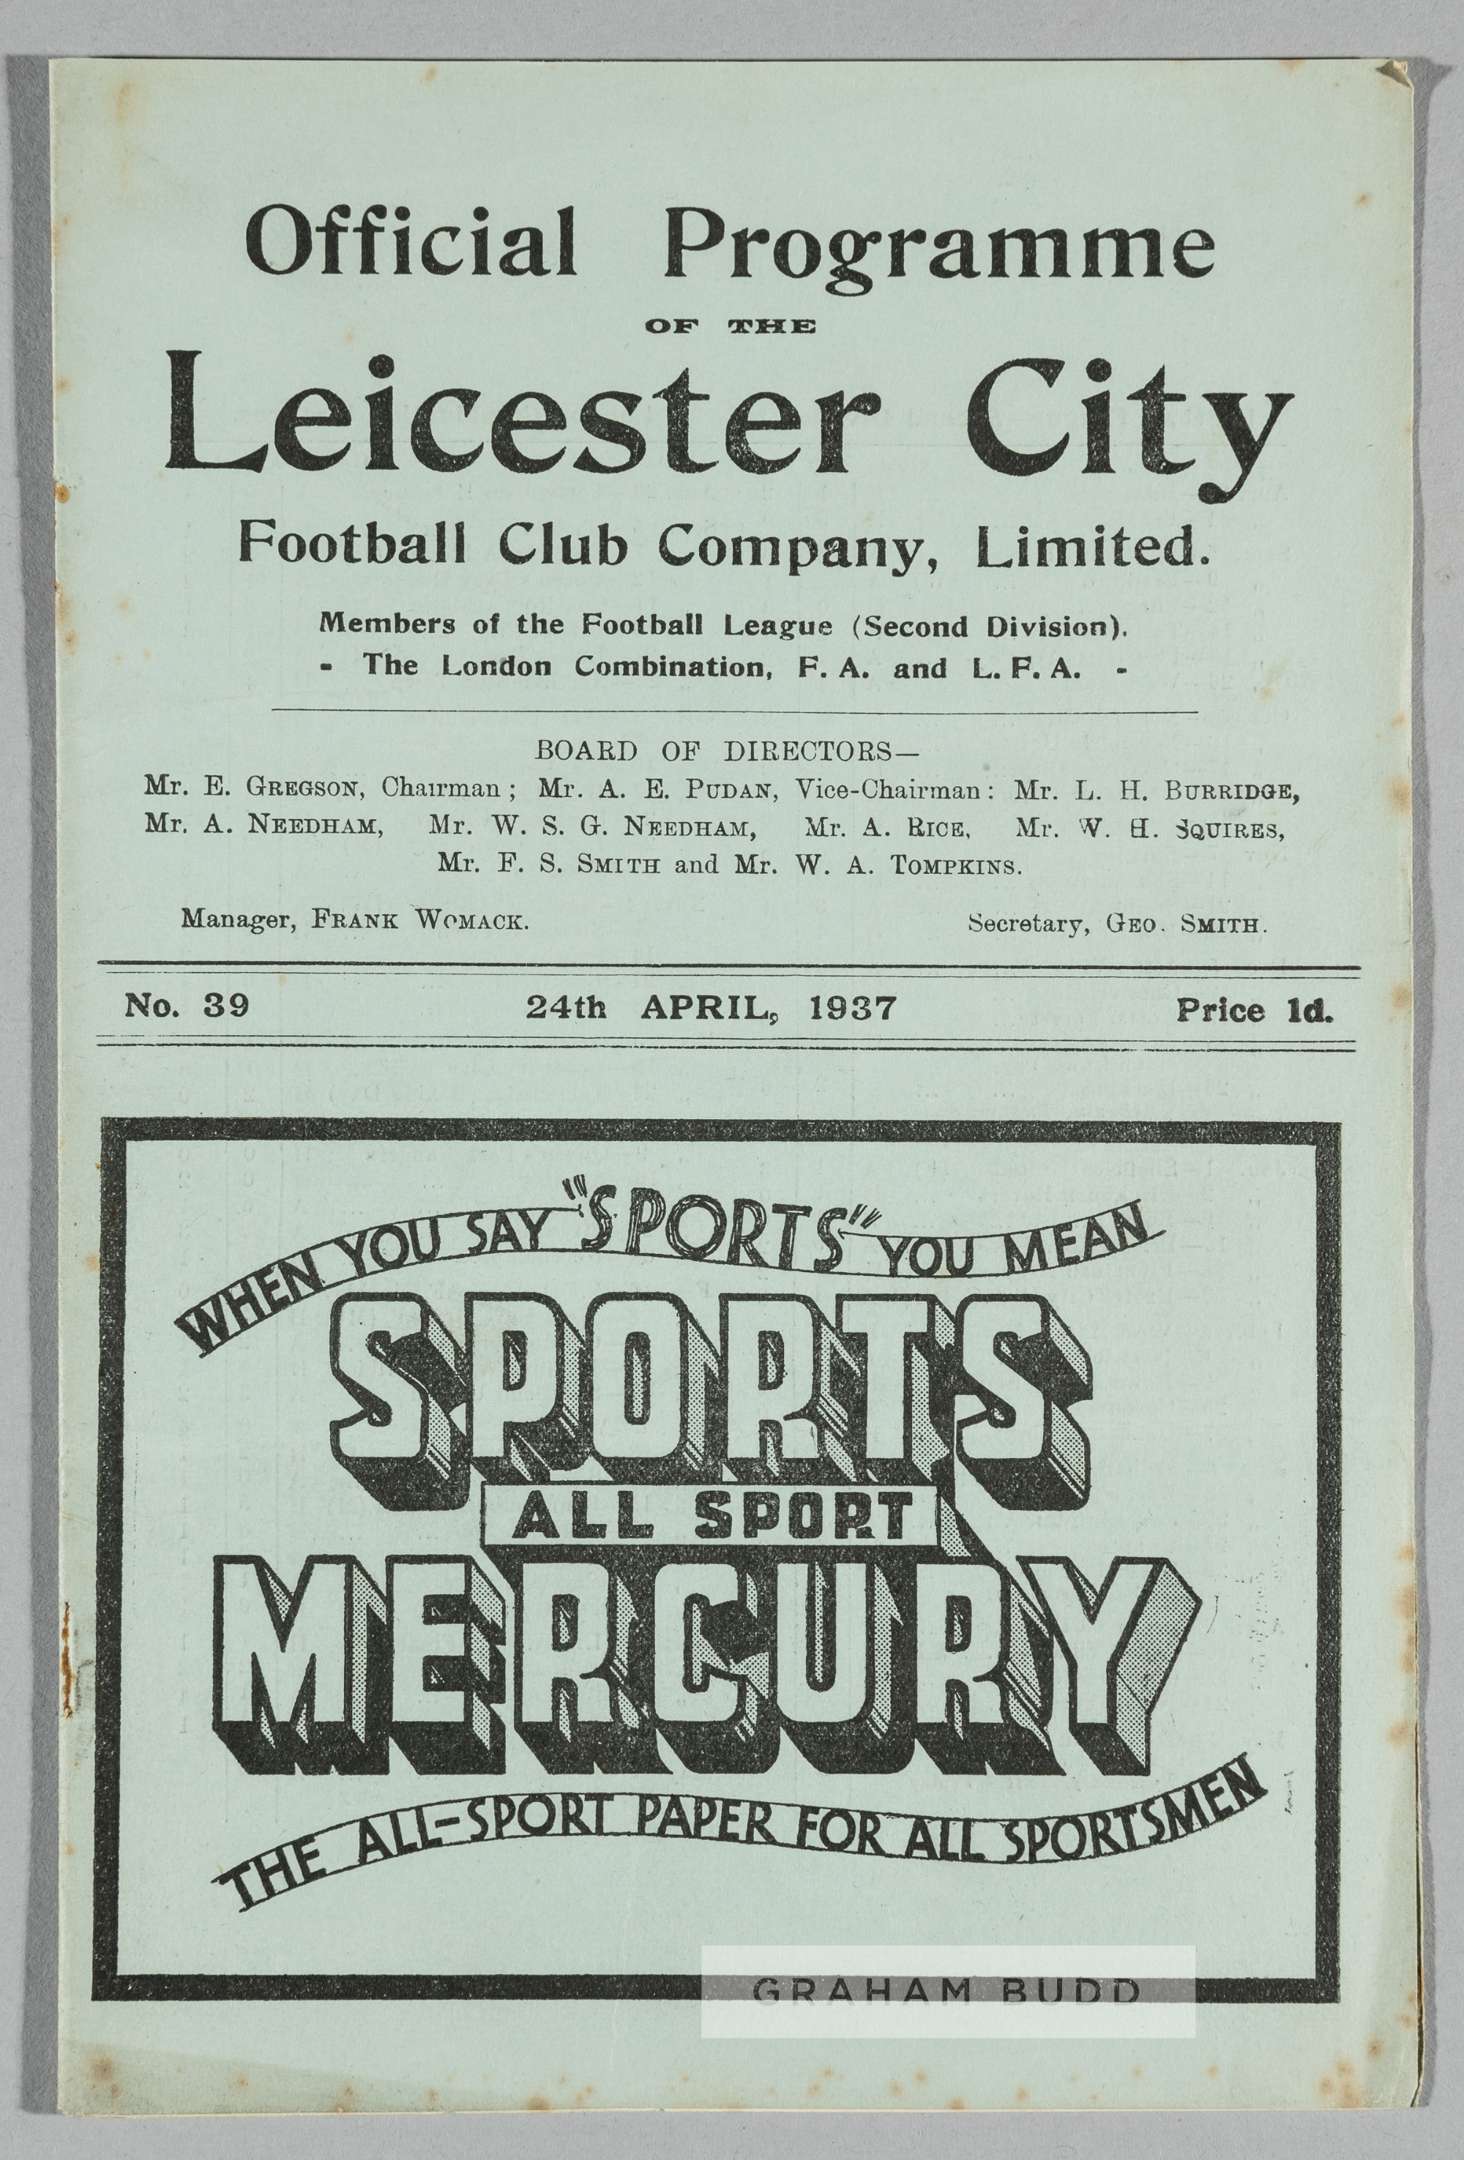 Official Programme
OF THE
Leicester City
Football Club Company, Limited.
Members of the Football League (Second Division).
- The London Combination, F. A. and L. F. A. -
BOARD OF DIRECTORS—
Mr. E. GREGSON, Chairman; Mr. A. E. PUDAN, Vice-Chairman: Mr. L. H. BURRIDGE,
Mr. A. NEEDHAM, Mr. W. S. G. NEEDHAM, Mr. A. RICE, Mr. W. H. SQUIRES,
Mr. F. S. SMITH and Mr. W. A. TOMPKINS.
Manager, FRANK WOMACK. Secretary, GEO. SMITH.
No. 39 24th APRIL, 1937 Price 1d.
WHEN YOU SAY "SPORTS" YOU MEAN
SPORTS
ALL SPORT
MERCURY
THE ALL-SPORT PAPER FOR ALL SPORTSMEN
GRAHAM BUDD